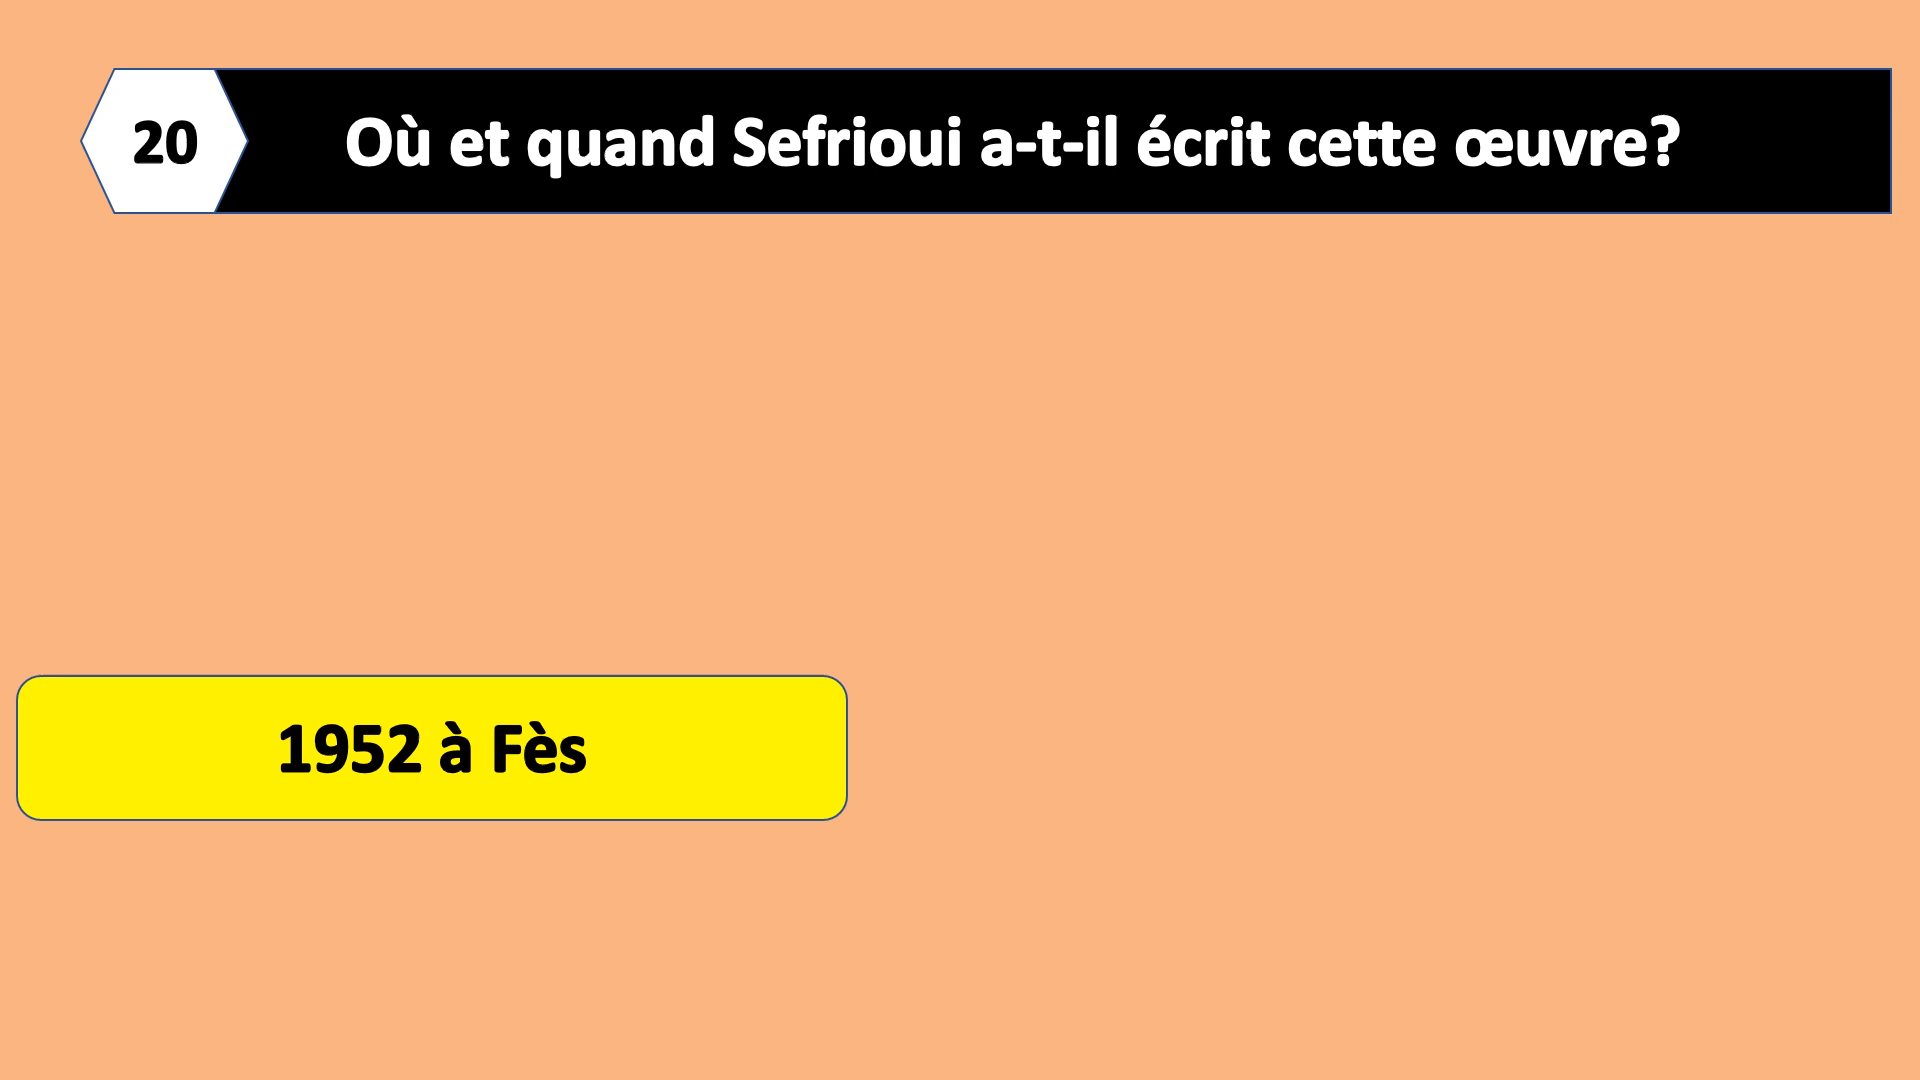 20
Où et quand Sefrioui a-t-il écrit cette œuvre?
1952 à Fès